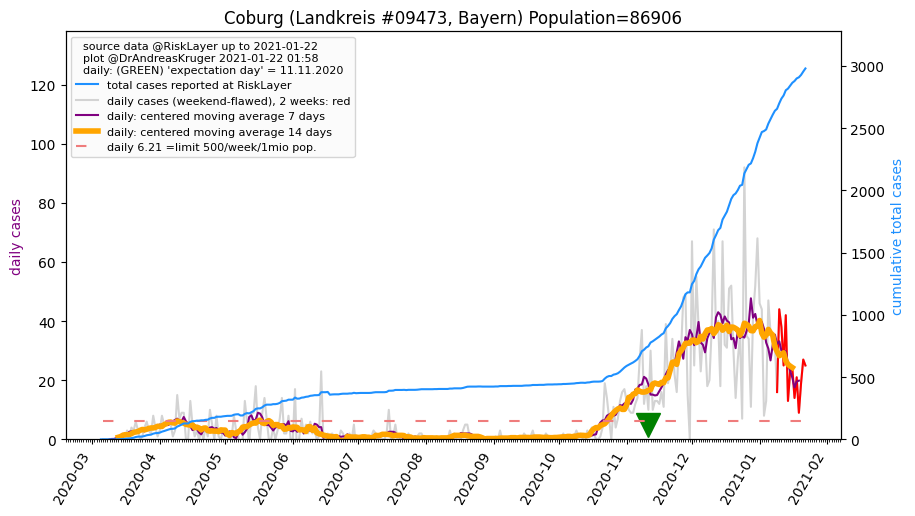 Coburg (Landkreis #09473, Bayern) Population=86906
source data @RiskLayer up to 2021-01-22
plot @DrAndreasKruger 2021-01-22 01:58
daily: (GREEN) 'expectation day' = 11.11.2020
total cases reported at RiskLayer
daily cases (weekend-flawed), 2 weeks: red
daily: centered moving average 7 days
daily: centered moving average 14 days
daily 6.21 =limit 500/week/1mio pop.
daily cases
120
100
80
60
40
20
0
cumulative total cases
3000
2500
2000
1500
1000
500
0
2020-03
2020-04
2020-05
2020-06
2020-07
2020-08
2020-09
2020-10
2020-11
2020-12
2021-01
2021-02